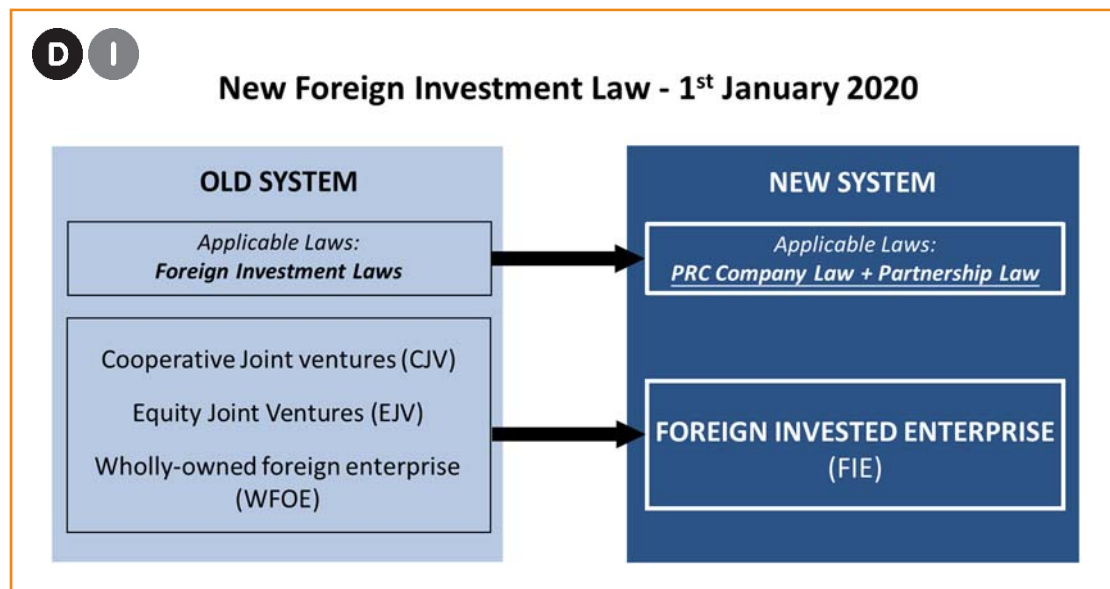 D I
New Foreign Investment Law - 1st January 2020
OLD SYSTEM
Applicable Laws:
Foreign Investment Laws
Cooperative Joint ventures (CJV)
Equity Joint Ventures (EJV)
Wholly-owned foreign enterprise
(WFOE)
NEW SYSTEM
Applicable Laws:
PRC Company Law + Partnership Law
FOREIGN INVESTED ENTERPRISE
(FIE)